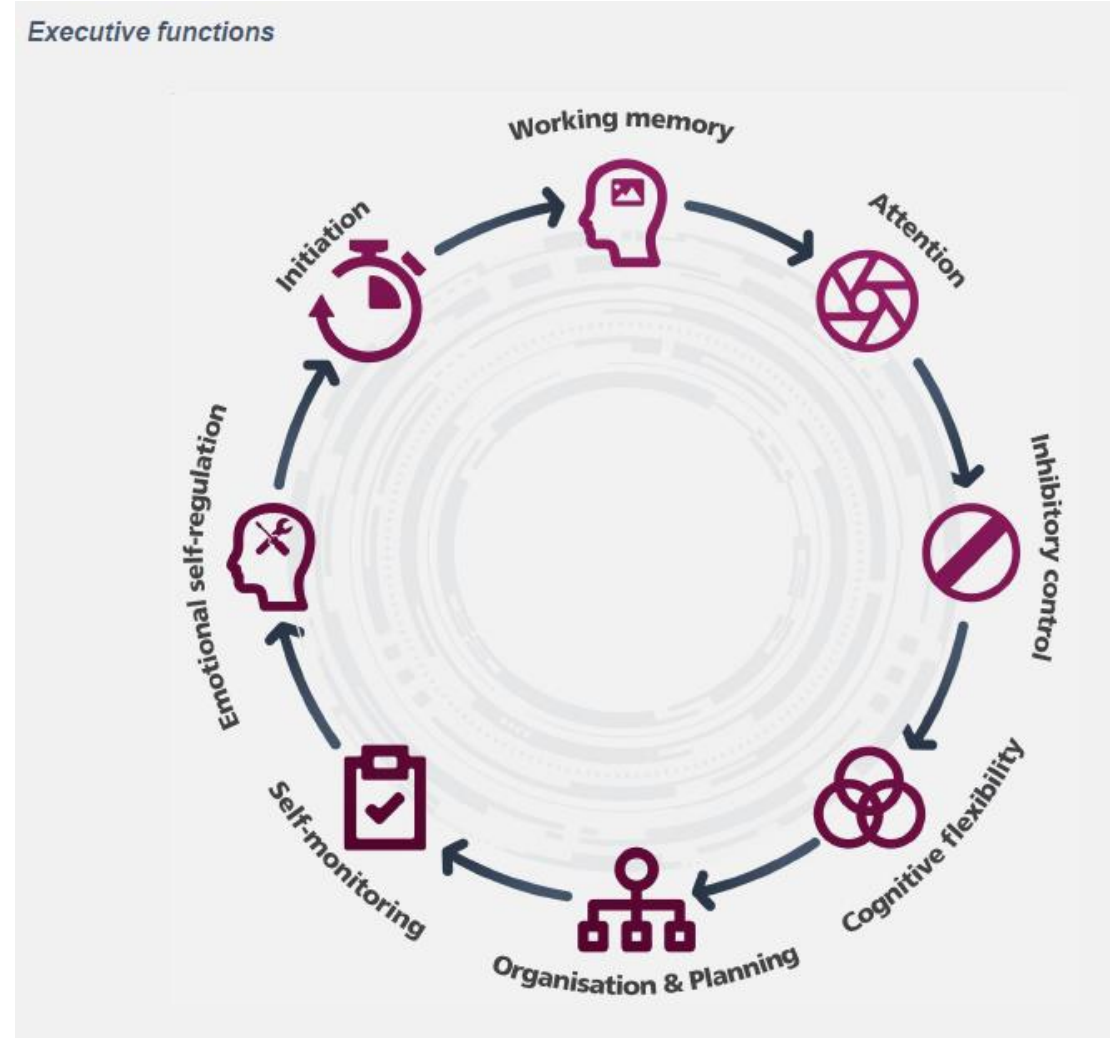 Executive functions
Working memory
Attention
Inhibitory control
Cognitive flexibility
Organisation & Planning
Self-monitoring
Emotional self-regulation
Initiation